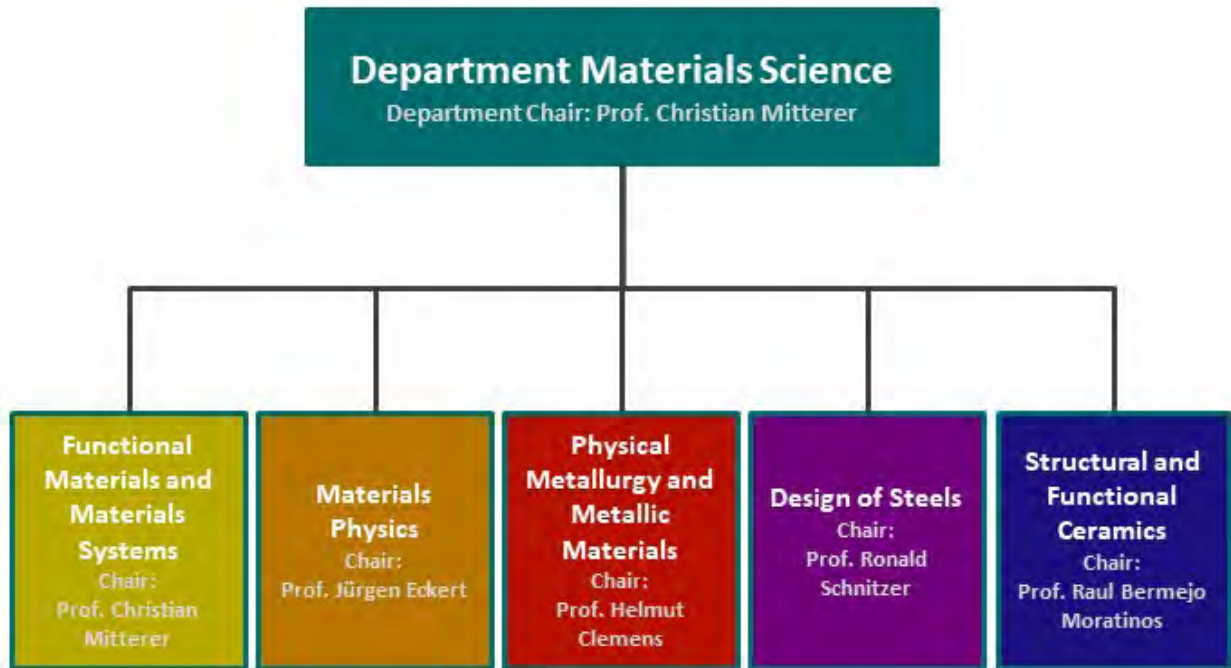 Department Materials Science
Department Chair: Prof. Christian Mitterer
Functional
Materials and
Materials
Systems
Chair:
Prof. Christian
Mitterer
Materials
Physics
Chair:
Prof. Jürgen Eckert
Physical
Metallurgy and
Metallic
Materials
Chair:
Prof. Helmut
Clemens
Design of Steels
Chair:
Prof. Ronald
Schnitzer
Structural and
Functional
Ceramics
Chair:
Prof. Raul Bermejo
Moratinos